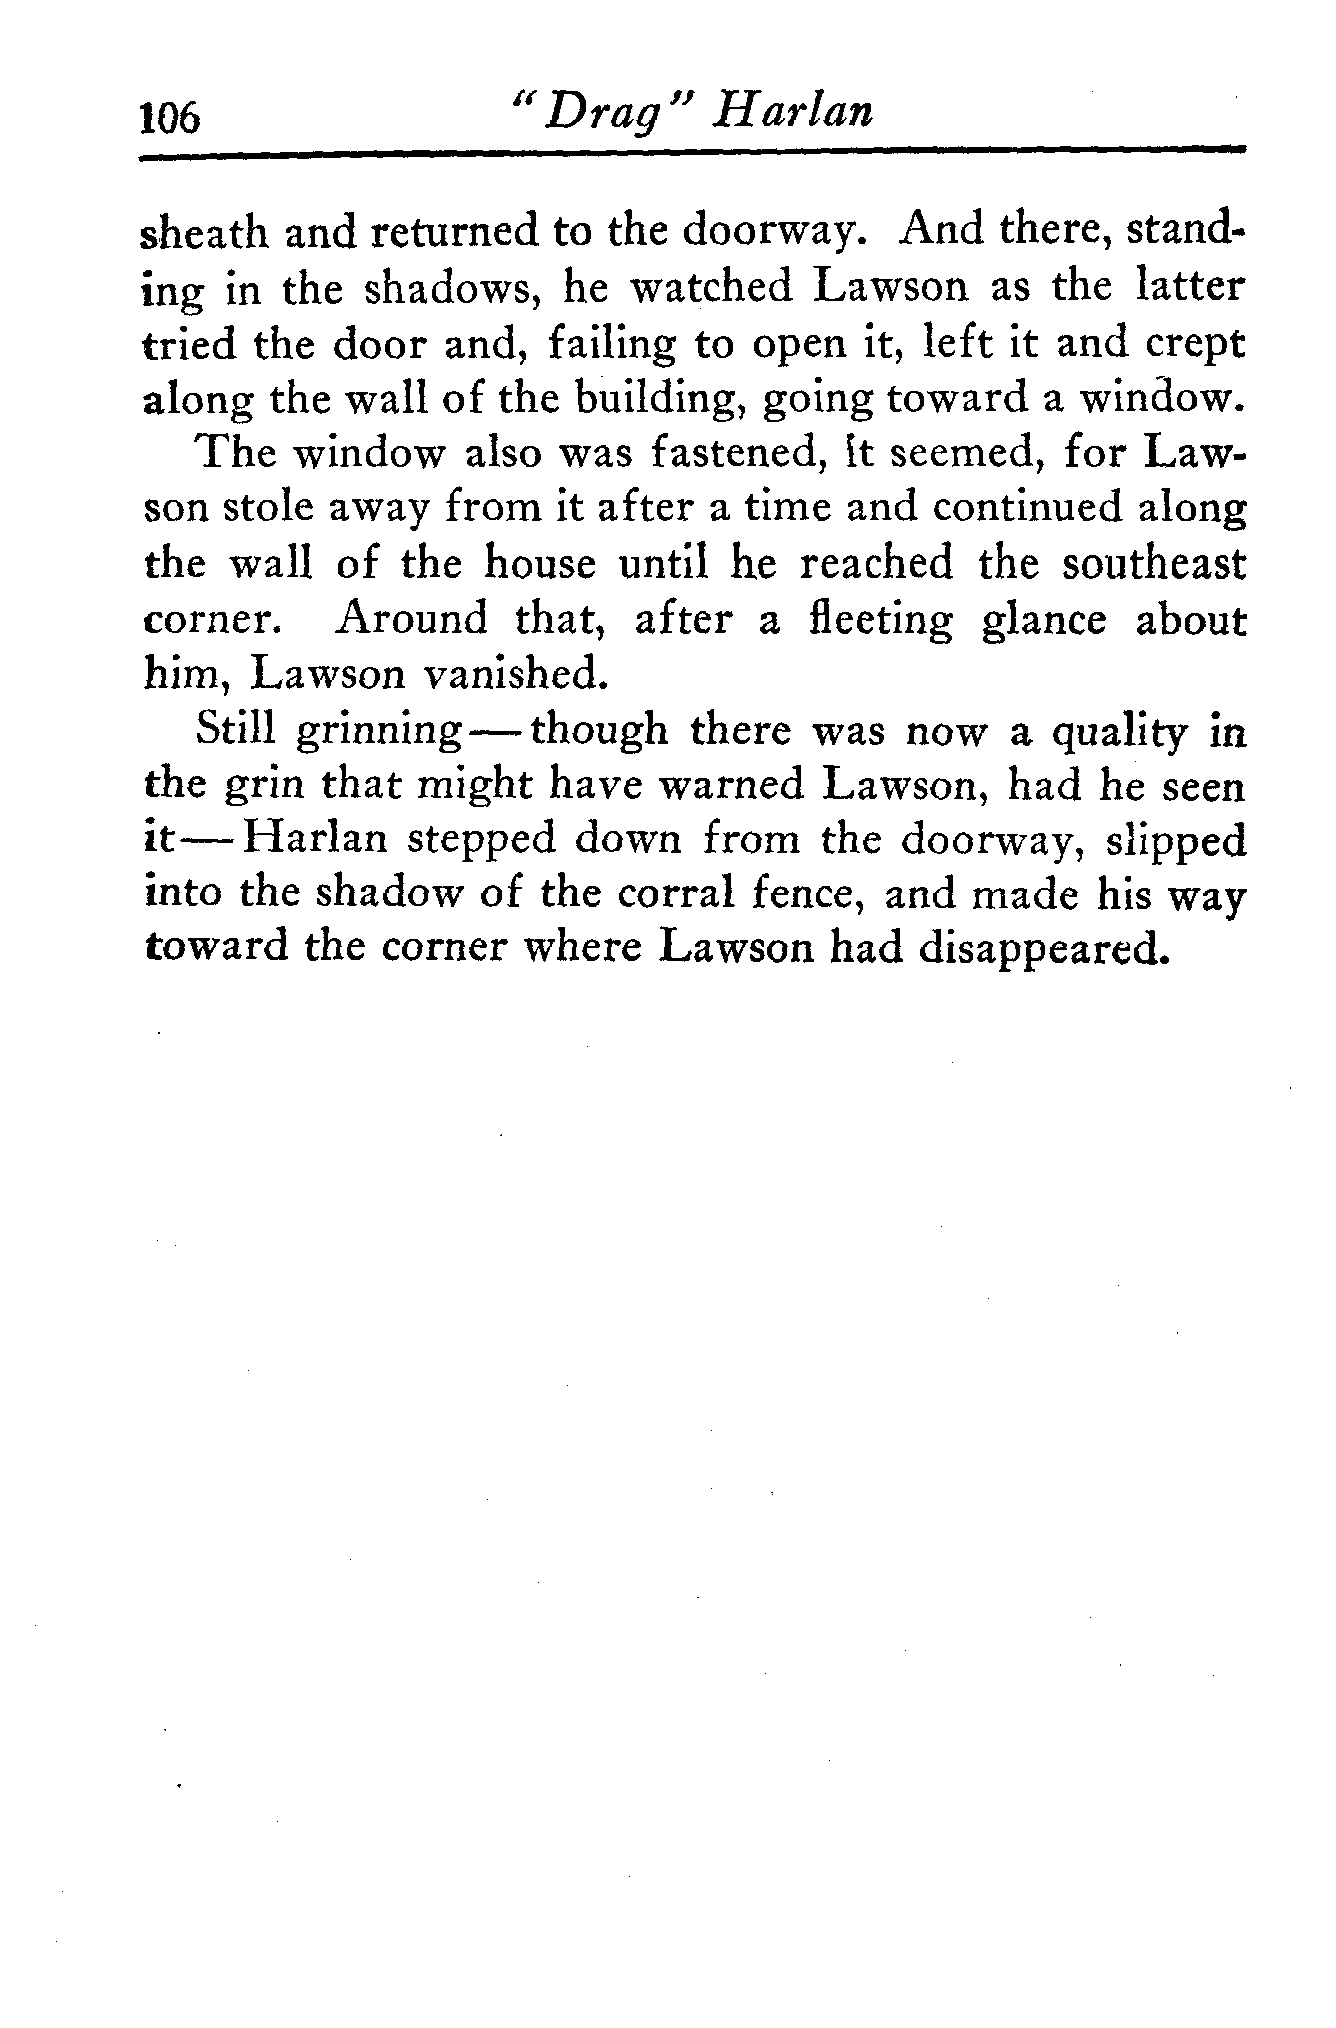 106 "Drag" Harlan
sheath and returned to the doorway. And there, stand-
ing in the shadows, he watched Lawson as the latter
tried the door and, failing to open it, left it and crept
along the wall of the building, going toward a window.
The window also was fastened, it seemed, for Law-
son stole away from it after a time and continued along
the wall of the house until he reached the southeast
corner. Around that, after a fleeting glance about
him, Lawson vanished.
Still grinning—though there was now a quality in
the grin that might have warned Lawson, had he seen
it—Harlan stepped down from the doorway, slipped
into the shadow of the corral fence, and made his way
toward the corner where Lawson had disappeared.